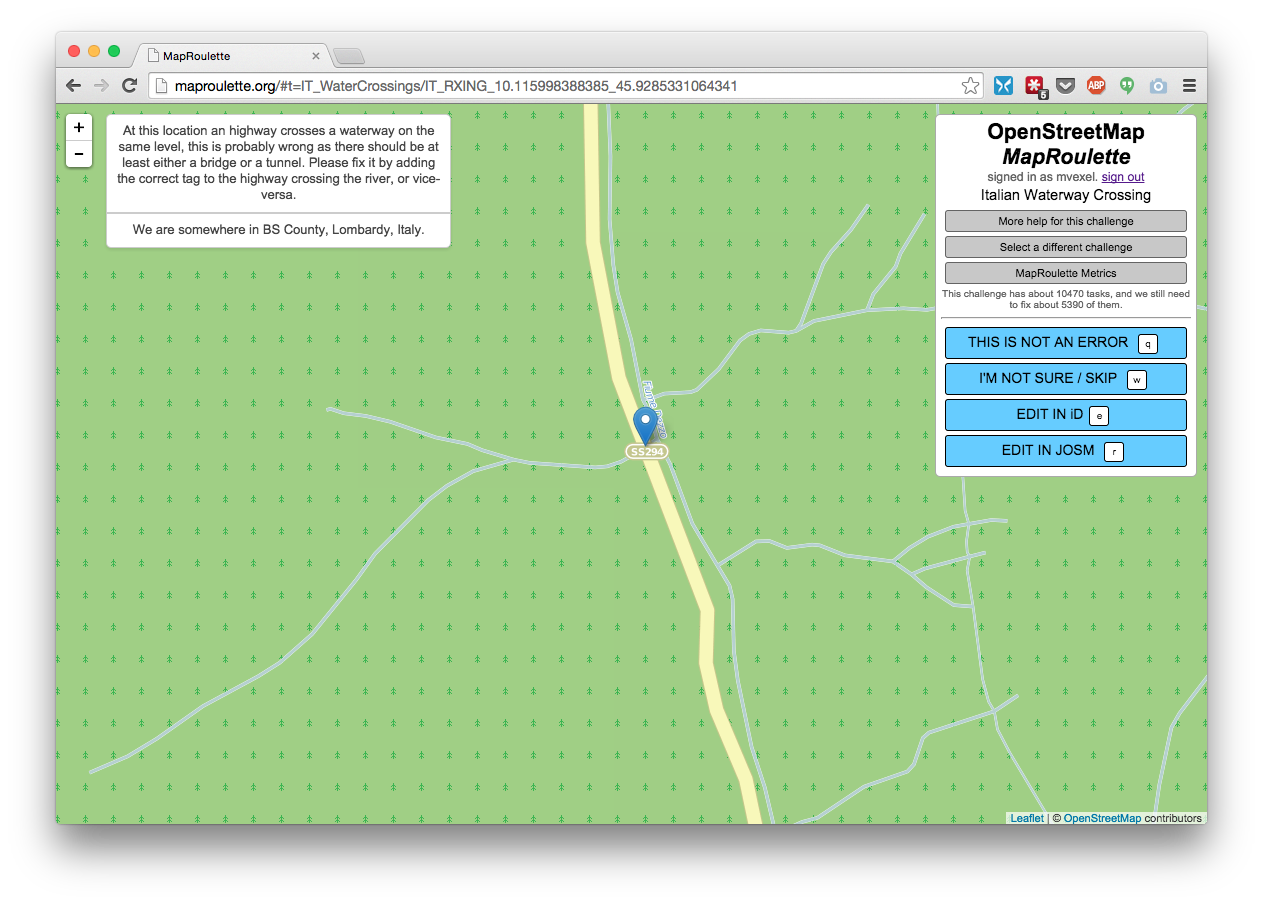 MapRoulette
maproulette.org/#t=IT_WaterCrossings/IT_RXING_10.115998388385_45.9285331064341
5
ABP
+
−
At this location an highway crosses a waterway on the
same level, this is probably wrong as there should be at
least either a bridge or a tunnel. Please fix it by adding
the correct tag to the highway crossing the river, or vice-
versa.
We are somewhere in BS County, Lombardy, Italy.
OpenStreetMap
MapRoulette
signed in as mvexel. sign out
Italian Waterway Crossing
More help for this challenge
Select a different challenge
MapRoulette Metrics
This challenge has about 10470 tasks, and we still need
to fix about 5390 of them.
THIS IS NOT AN ERROR q
I'M NOT SURE / SKIP w
EDIT IN iD e
EDIT IN JOSM r
SS294
Leaflet | © OpenStreetMap contributors